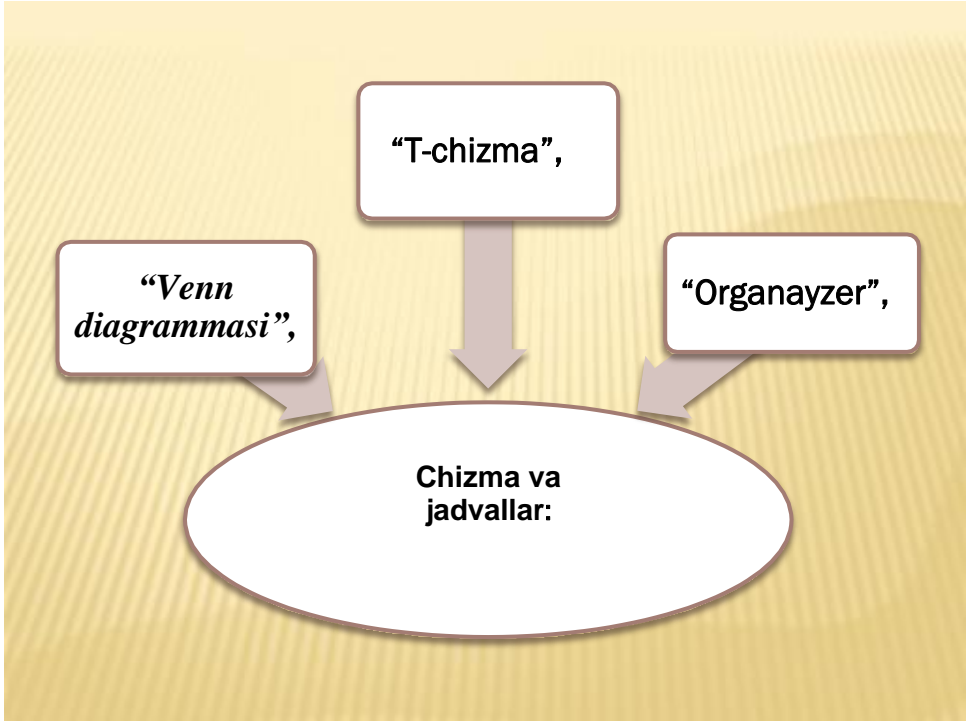 “T-chizma”,
“Venn
diagrammasi”,
“Organayzer”,
Chizma va
jadvallar: